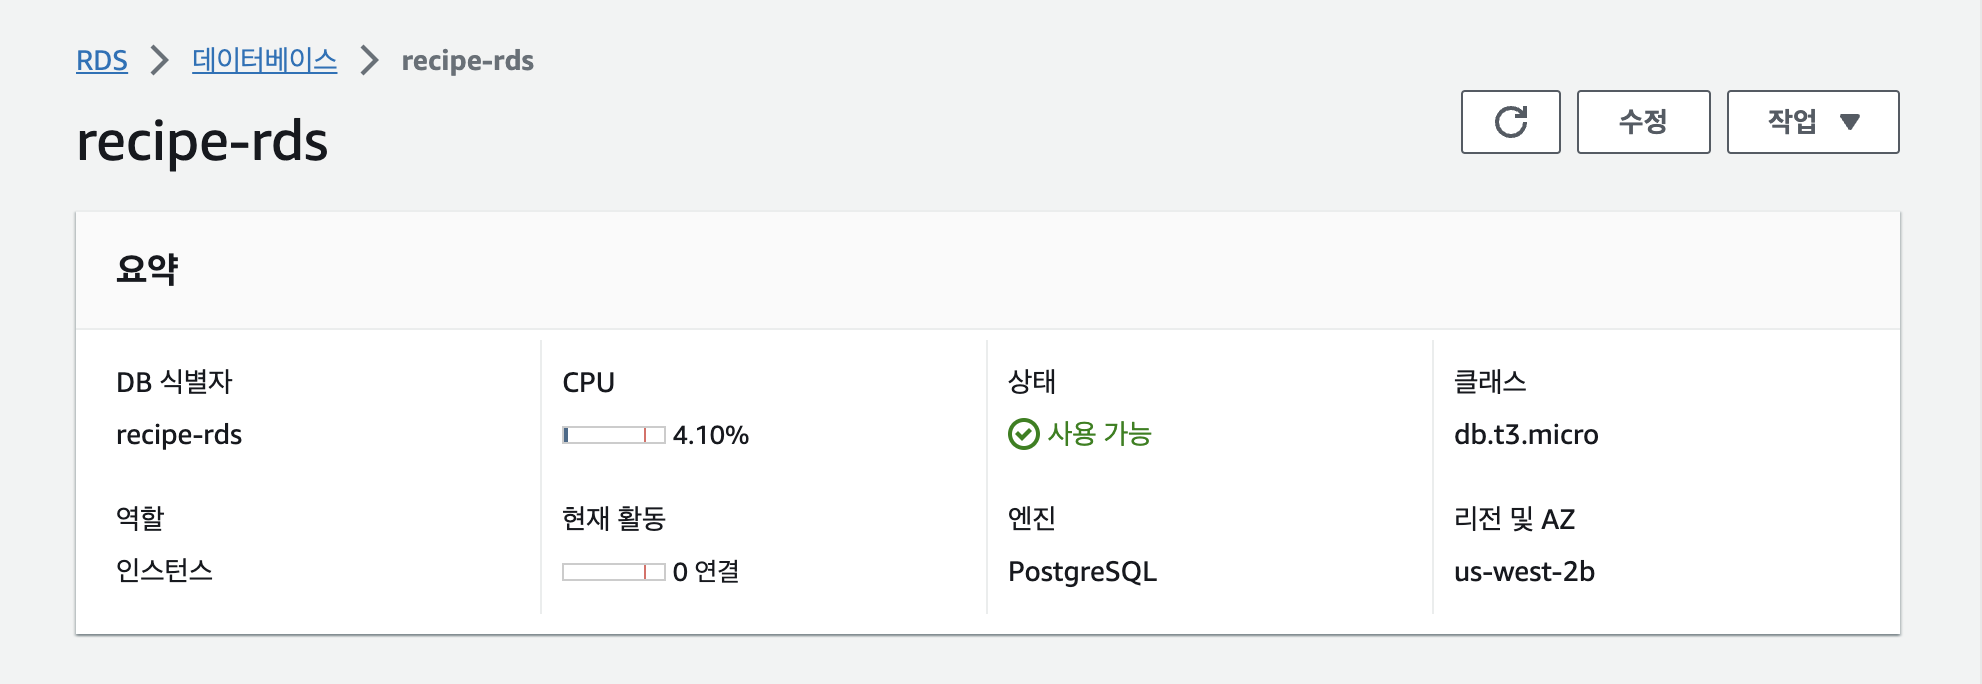 RDS > 데이터베이스 > recipe-rds
recipe-rds
수정
작업
요약
DB 식별자
recipe-rds
CPU
4.10%
상태
사용 가능
클래스
db.t3.micro
역할
인스턴스
현재 활동
0 연결
엔진
PostgreSQL
리전 및 AZ
us-west-2b